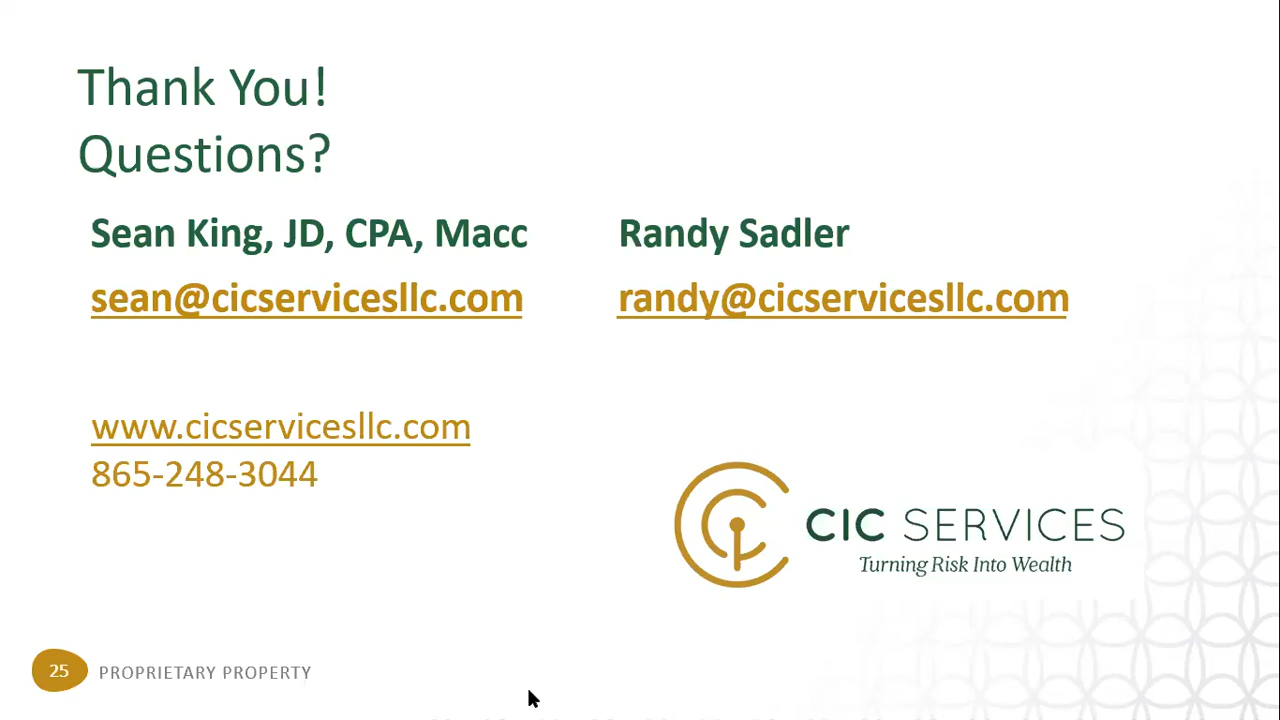 Thank You!
Questions?
Sean King, JD, CPA, Macc
sean@cicservicesllc.com
Randy Sadler
randy@cicservicesllc.com
www.cicservicesllc.com
865-248-3044
CIC SERVICES
Turning Risk Into Wealth
25
PROPRIETARY PROPERTY